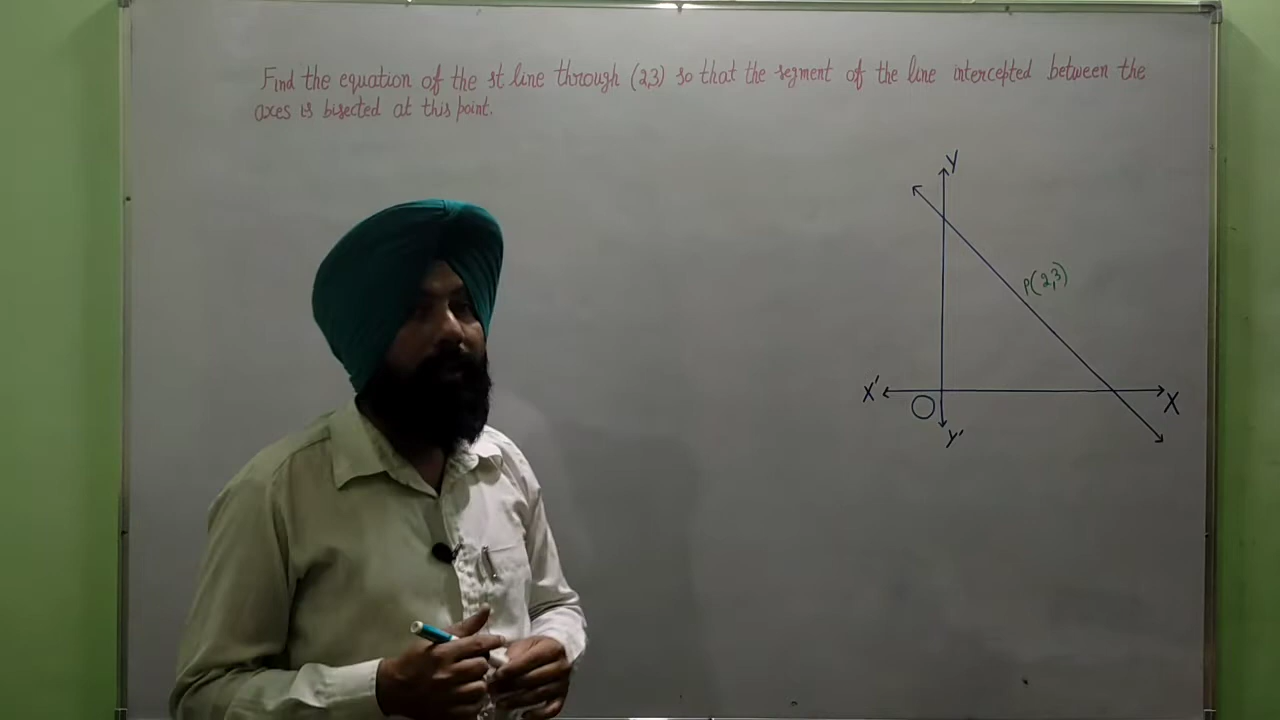 Find the equation of the st line through (2,3) so that the segment of the line intercepted between the
axes is bisected at this point.
Y
P(2,3)
X' O X
Y'